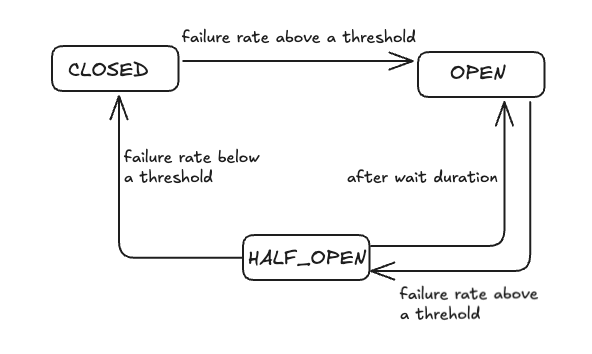 failure rate above a threshold
CLOSED
OPEN
failure rate below
a threshold
after wait duration
HALF_OPEN
failure rate above
a threhold